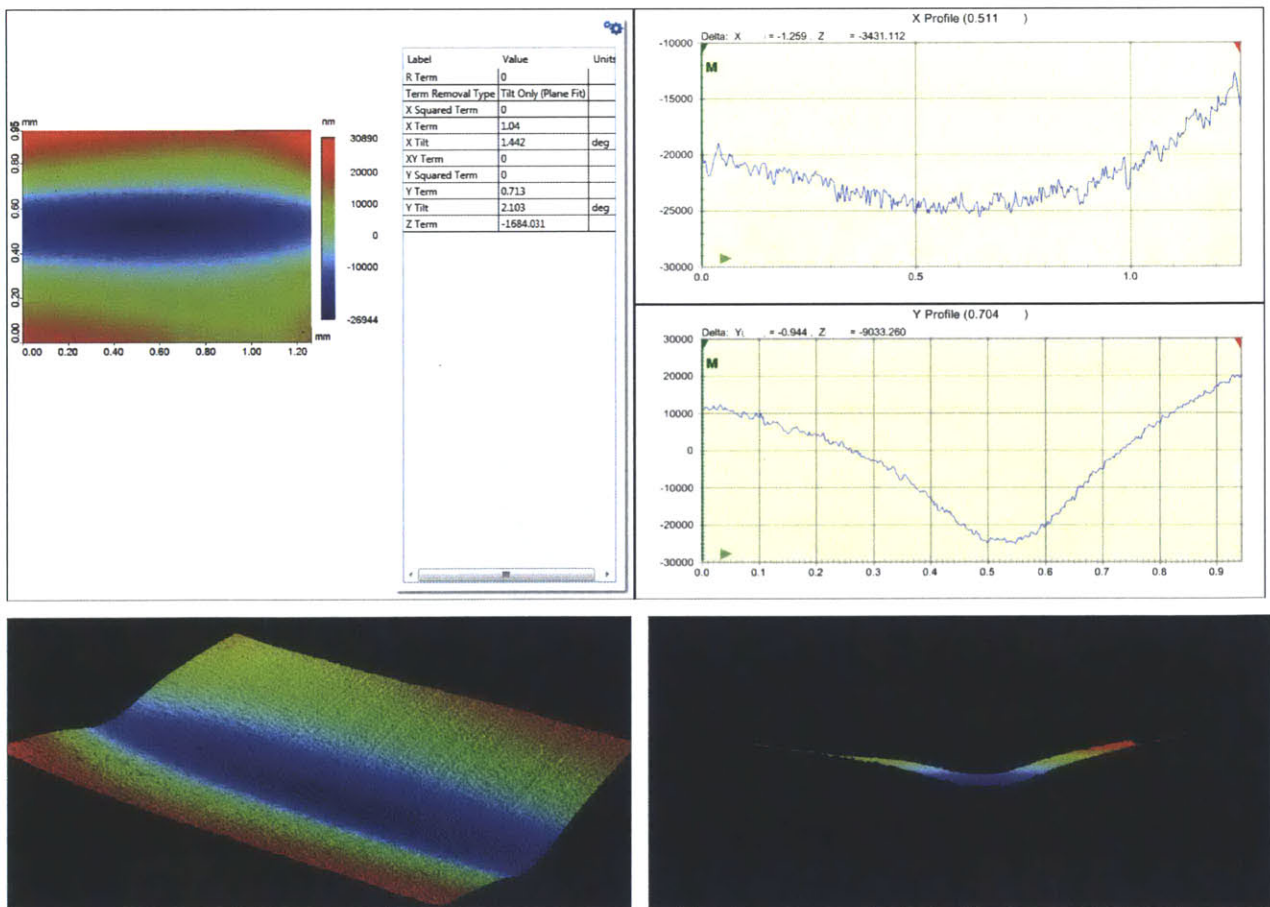 Label Value Units
R Term 0
Term Removal Type Tilt Only (Plane Fit)
X Squared Term 0
X Term 1.04
X Tilt 1.442 deg
XY Term 0
Y Squared Term 0
Y Term 0.713
Y Tilt 2.103 deg
Z Term -1684.031
mm
0.95
0.80
0.60
0.40
0.20
0.00
0.00 0.20 0.40 0.60 0.80 1.00 1.20
mm
nm
30890
20000
10000
0
-10000
-26944
X Profile (0.511 )
Delta: X = -1.259 , Z = -3431.112
M
-10000
-15000
-20000
-25000
-30000
0.0 0.5 1.0
Y Profile (0.704 )
Delta: Y = -0.944 , Z = -9033.260
M
30000
20000
10000
0
-10000
-20000
-30000
0.0 0.1 0.2 0.3 0.4 0.5 0.6 0.7 0.8 0.9